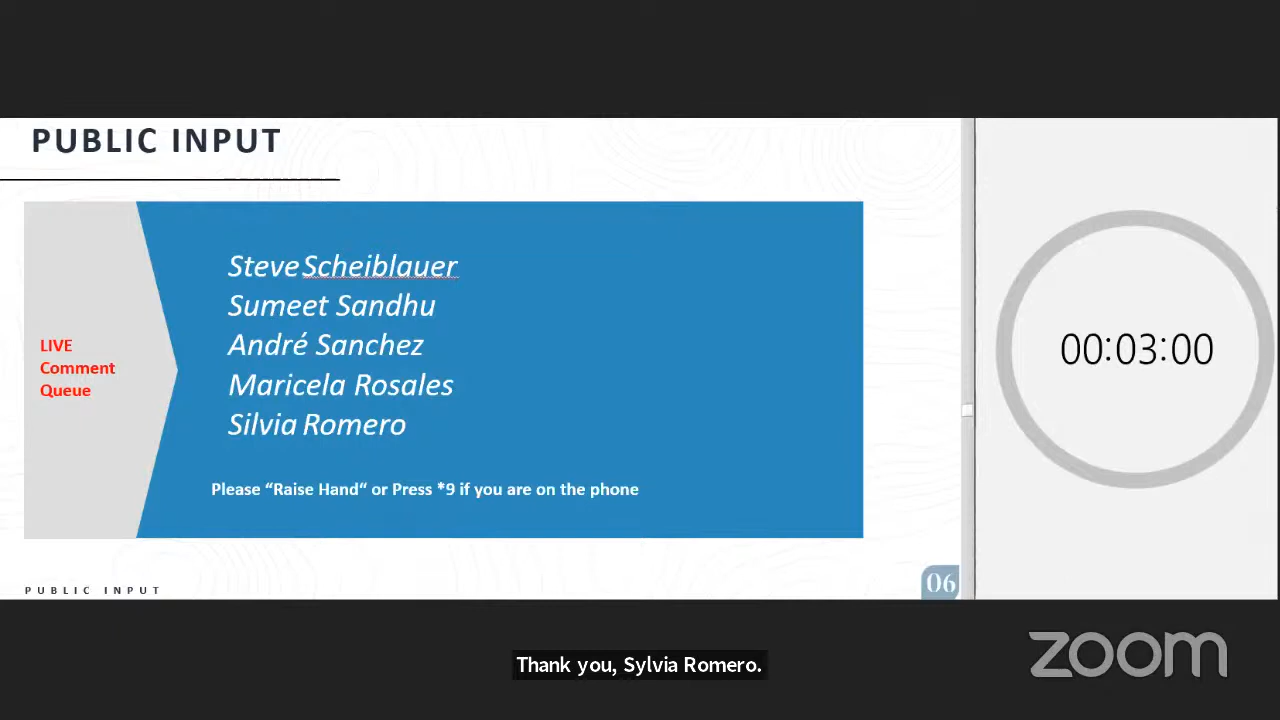 PUBLIC INPUT
LIVE
Comment
Queue
Steve Scheiblauer
Sumeet Sandhu
André Sanchez
Maricela Rosales
Silvia Romero
Please “Raise Hand“ or Press *9 if you are on the phone
00:03:00
PUBLIC INPUT
06
Thank you, Sylvia Romero.
zoom